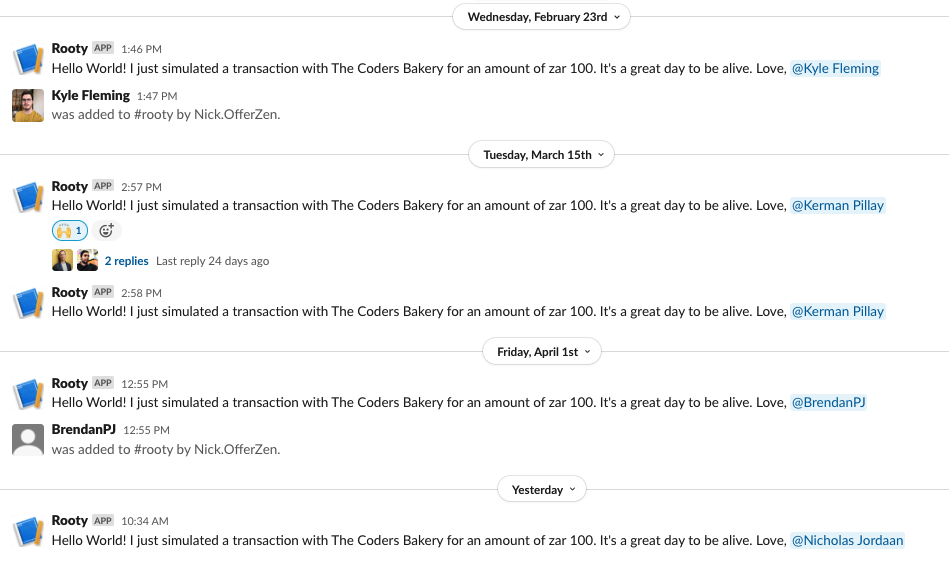 Wednesday, February 23rd
Rooty APP 1:46 PM
Hello World! I just simulated a transaction with The Coders Bakery for an amount of zar 100. It's a great day to be alive. Love, @Kyle Fleming
Kyle Fleming 1:47 PM
was added to #rooty by Nick.OfferZen.
Tuesday, March 15th
Rooty APP 2:57 PM
Hello World! I just simulated a transaction with The Coders Bakery for an amount of zar 100. It's a great day to be alive. Love, @Kerman Pillay
1
2 replies Last reply 24 days ago
Rooty APP 2:58 PM
Hello World! I just simulated a transaction with The Coders Bakery for an amount of zar 100. It's a great day to be alive. Love, @Kerman Pillay
Friday, April 1st
Rooty APP 12:55 PM
Hello World! I just simulated a transaction with The Coders Bakery for an amount of zar 100. It's a great day to be alive. Love, @BrendanPJ
BrendanPJ 12:55 PM
was added to #rooty by Nick.OfferZen.
Yesterday
Rooty APP 10:34 AM
Hello World! I just simulated a transaction with The Coders Bakery for an amount of zar 100. It's a great day to be alive. Love, @Nicholas Jordaan